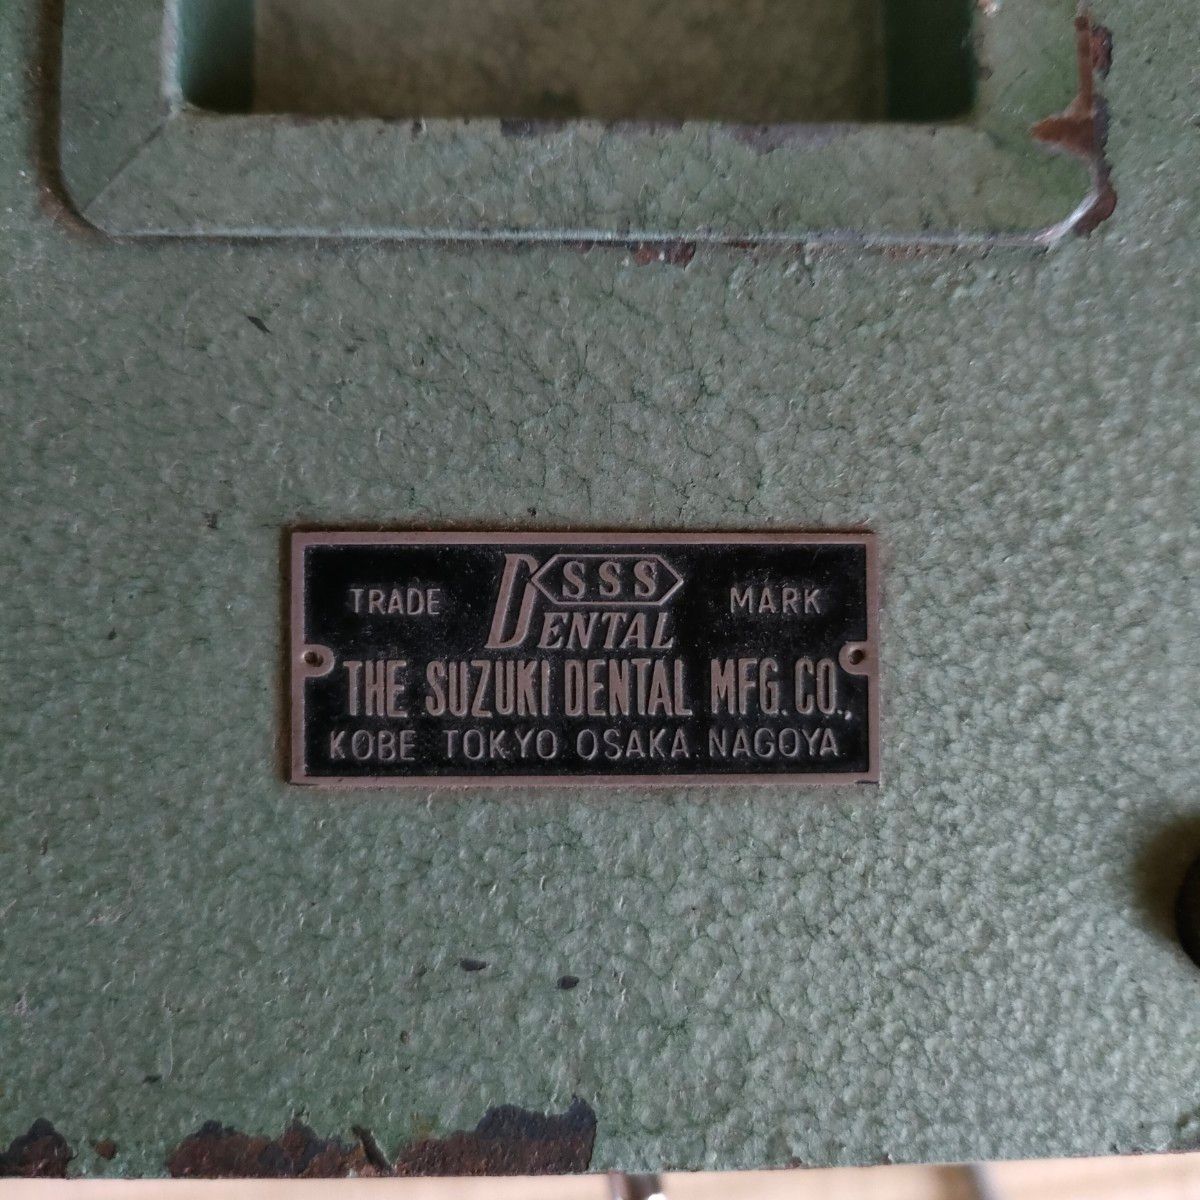 TRADE SSS MARK
DENTAL
THE SUZUKI DENTAL MFG. CO.,
KOBE TOKYO OSAKA NAGOYA